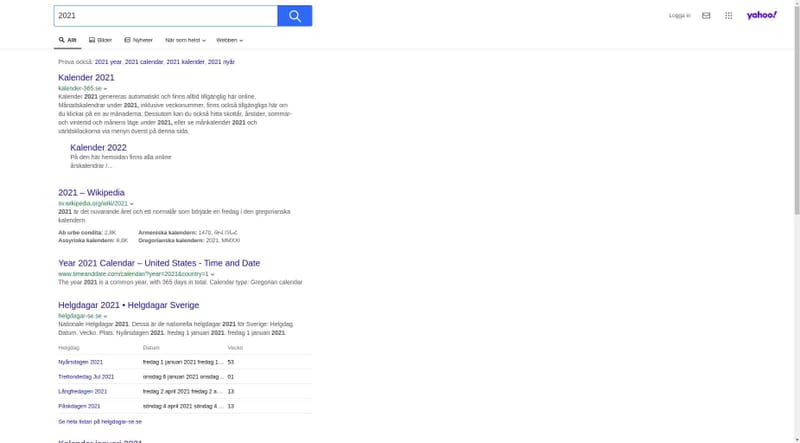 2021
Logga in
yahoo!
Allt
Bilder
Nyheter
När som helst
Webben
Prova också: 2021 year, 2021 calendar, 2021 kalender, 2021 nyår
Kalender 2021
kalender-365.se
Kalender 2021 genereras automatiskt och finns alltid tillgänglig här online.
Månadskalendrar under 2021, inklusive veckonummer, finns också tillgängliga här om
du klickar på en av månaderna. Dessutom kan du också hitta skottår, årstider, sommar-
och vintertid och månens läge under 2021, eller se månkalender 2021 och
världsklockorna via menyn överst på denna sida.
Kalender 2022
På den här hemsidan finns alla online
årskalendrar /...
2021 – Wikipedia
sv.wikipedia.org/wiki/2021
2021 är det nuvarande året och ett normalår som började en fredag i den gregorianska
kalendern.
Ab urbe condita: 2,8K
Armeniska kalendern: 1470,
Assyriska kalendern: 6,8K
Gregorianska kalendern: 2021, MMXXI
Year 2021 Calendar – United States - Time and Date
www.timeanddate.com/calendar/?year=2021&country=1
The year 2021 is a common year, with 365 days in total. Calendar type: Gregorian calendar
Helgdagar 2021 • Helgdagar Sverige
helgdagar-se.se
Nationale Helgdagar 2021. Dessa är de nationella helgdagar 2021 för Sverige: Helgdag.
Datum. Vecko. Plats. Nyårsdagen 2021. fredag 1 januari 2021. fredag 1 januari 2021.
Helgdag Datum Vecko
Nyårsdagen 2021 fredag 1 januari 2021 fredag 1... 53
Trettondedag Jul 2021 onsdag 6 januari 2021 onsdag... 01
Långfredagen 2021 fredag 2 april 2021 fredag 2 a... 13
Påskdagen 2021 söndag 4 april 2021 söndag 4 ... 13
Se hela listan på helgdagar-se.se
Kalender januari 2021